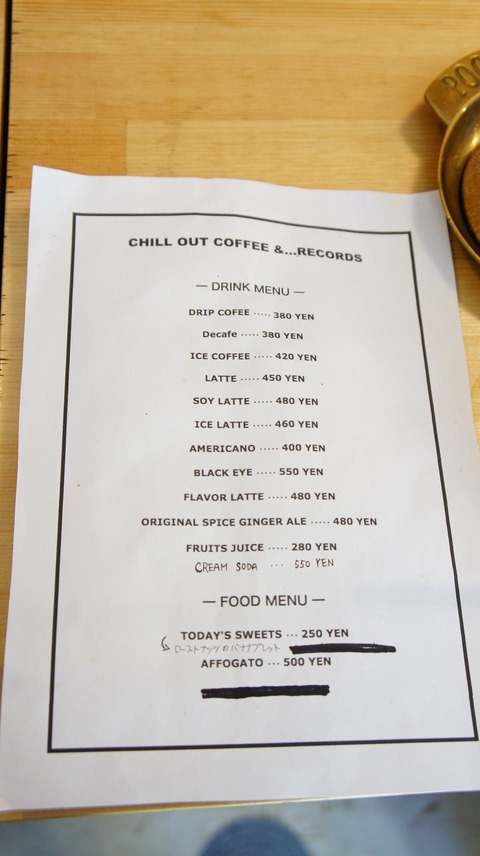 POO
CHILL OUT COFFEE &...RECORDS
— DRINK MENU —
DRIP COFEE ····· 380 YEN
Decafe ····· 380 YEN
ICE COFFEE ····· 420 YEN
LATTE ····· 450 YEN
SOY LATTE ····· 480 YEN
ICE LATTE ····· 460 YEN
AMERICANO ····· 400 YEN
BLACK EYE ····· 550 YEN
FLAVOR LATTE ····· 480 YEN
ORIGINAL SPICE GINGER ALE ····· 480 YEN
FRUITS JUICE ····· 280 YEN
CREAM SODA ··· 550 YEN
— FOOD MENU —
TODAY'S SWEETS ··· 250 YEN
ローストナッツのバナナブレット
AFFOGATO ··· 500 YEN